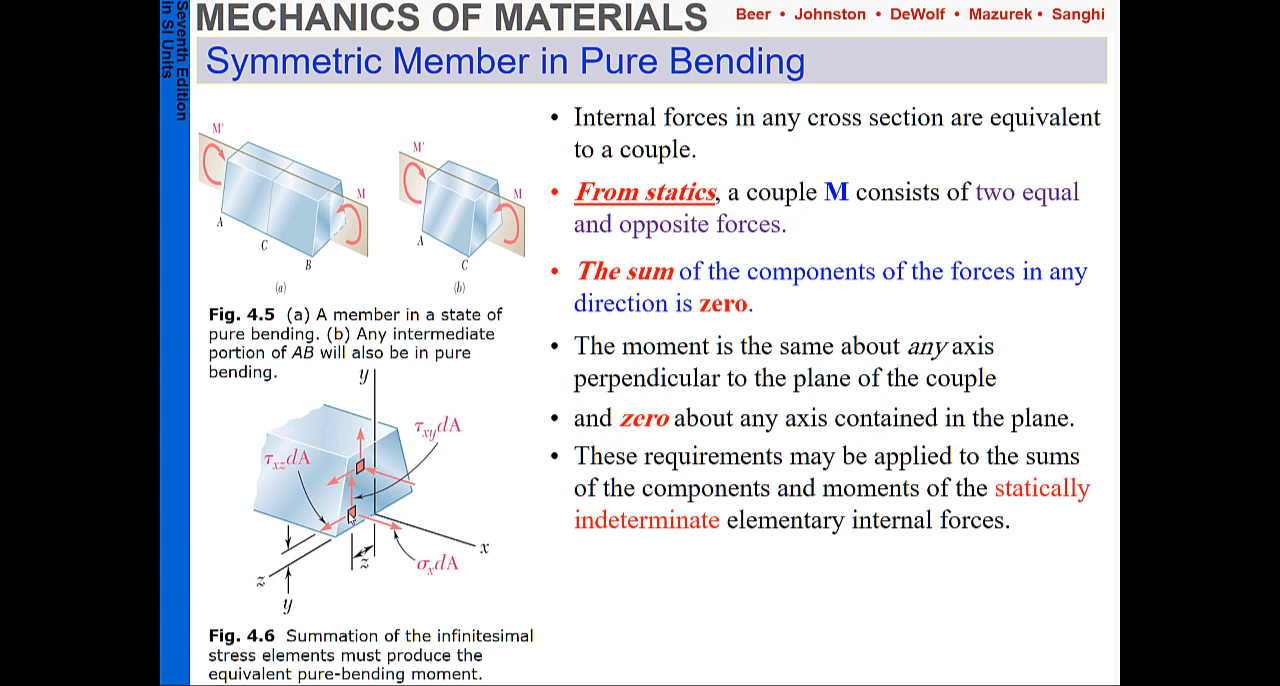 Seventh Edition
in SI Units
MECHANICS OF MATERIALS
Beer • Johnston • DeWolf • Mazurek • Sanghi
Symmetric Member in Pure Bending
M'
M
A
C
B
(a)
M'
M
A
C
(b)
Fig. 4.5 (a) A member in a state of
pure bending. (b) Any intermediate
portion of AB will also be in pure
bending.
y
τxydA
τxzdA
x
z
z
σxdA
y
Fig. 4.6 Summation of the infinitesimal
stress elements must produce the
equivalent pure-bending moment.
• Internal forces in any cross section are equivalent
to a couple.
• From statics, a couple M consists of two equal
and opposite forces.
• The sum of the components of the forces in any
direction is zero.
• The moment is the same about any axis
perpendicular to the plane of the couple
• and zero about any axis contained in the plane.
• These requirements may be applied to the sums
of the components and moments of the statically
indeterminate elementary internal forces.